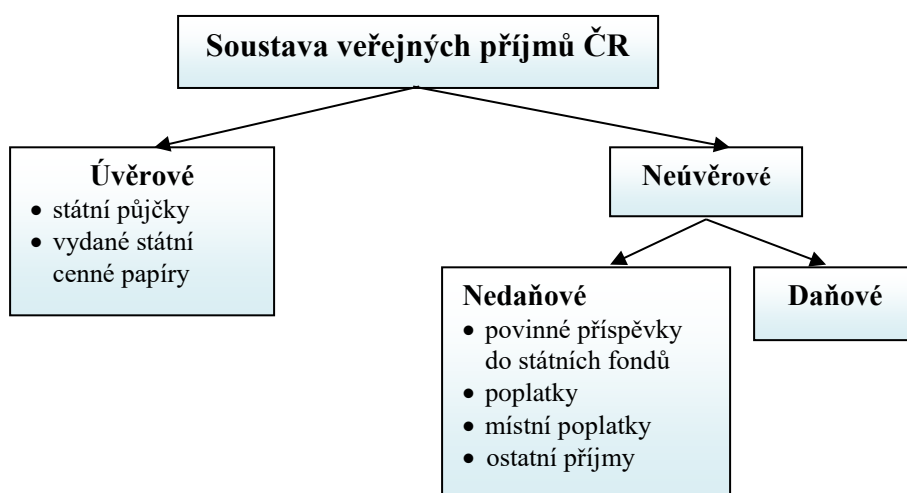 Soustava veřejných příjmů ČR
Úvěrové
• státní půjčky
• vydané státní
cenné papíry
Neúvěrové
Nedaňové
• povinné příspěvky
do státních fondů
• poplatky
• místní poplatky
• ostatní příjmy
Daňové